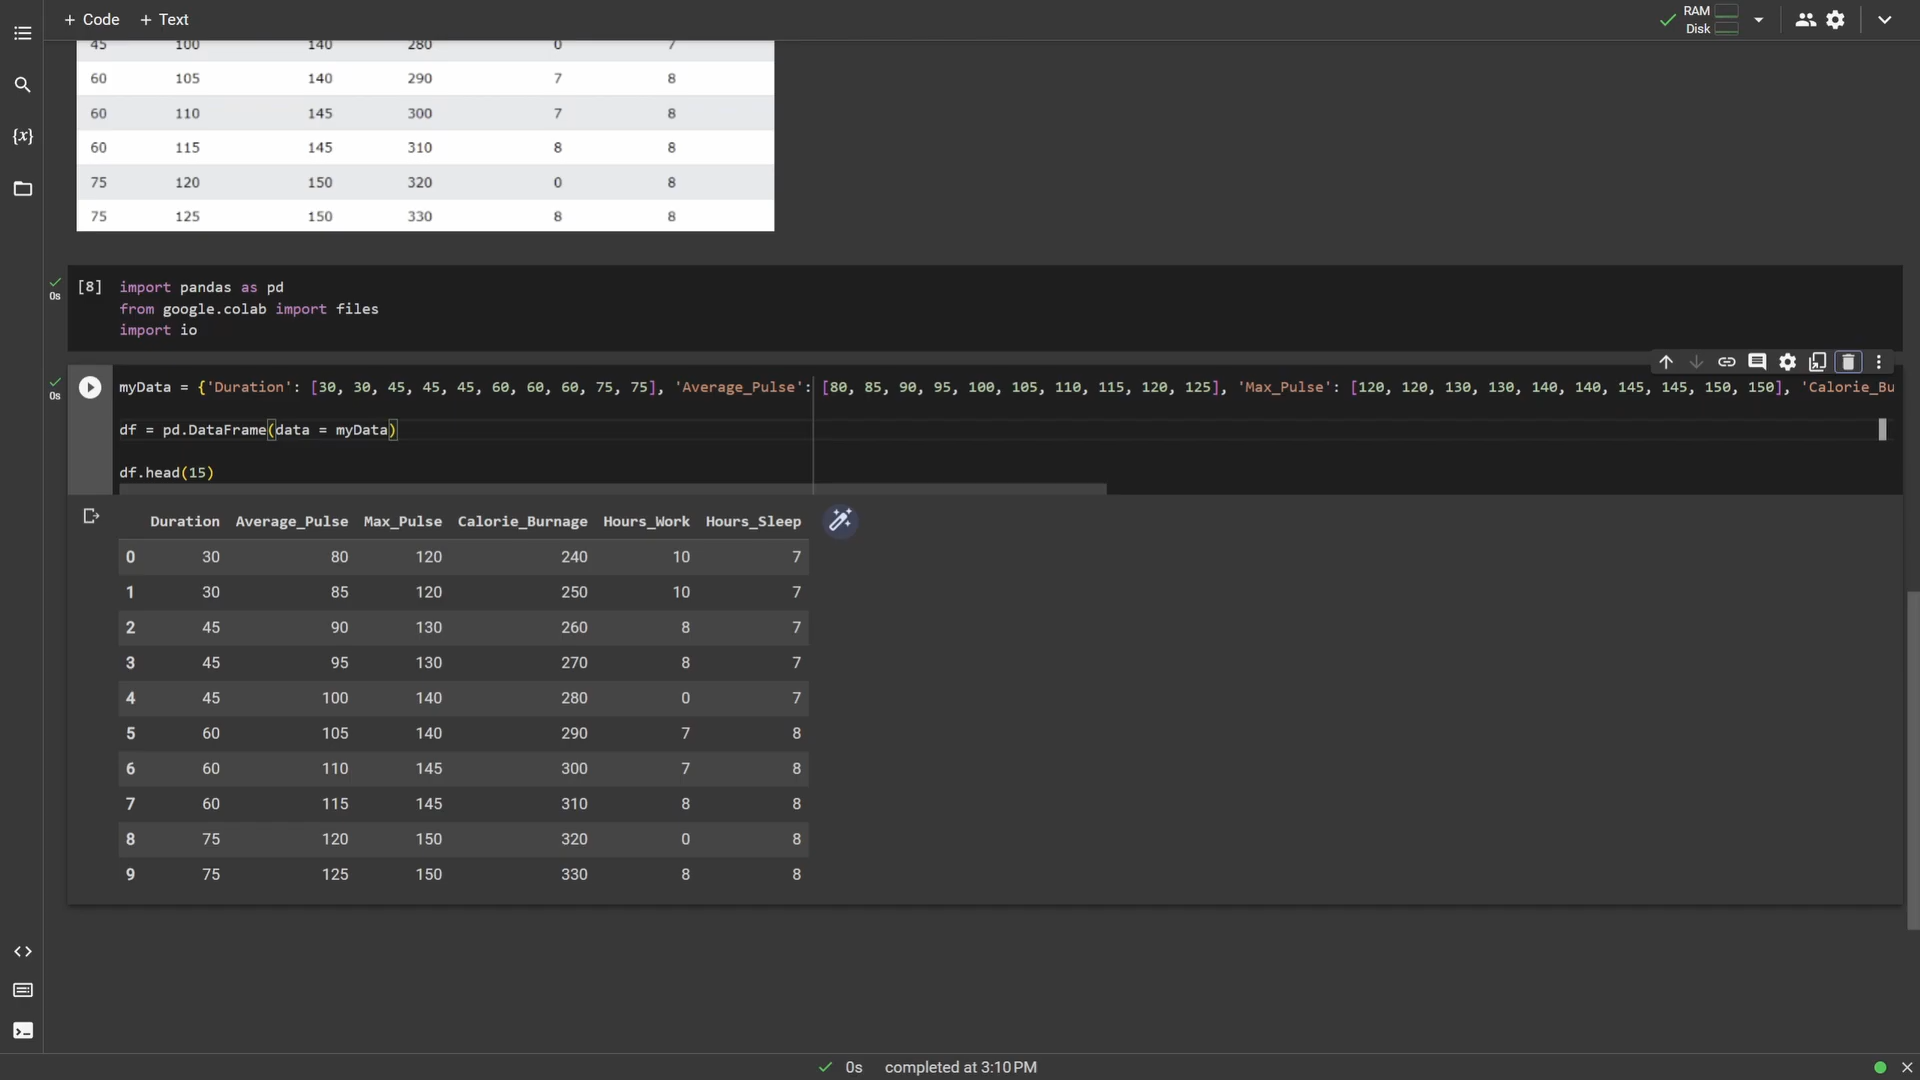 + Code + Text
RAM
Disk
45 100 140 280 0 7
60 105 140 290 7 8
60 110 145 300 7 8
60 115 145 310 8 8
75 120 150 320 0 8
75 125 150 330 8 8
{x}
0s [8] import pandas as pd
from google.colab import files
import io
0s myData = {'Duration': [30, 30, 45, 45, 45, 60, 60, 60, 75, 75], 'Average_Pulse': [80, 85, 90, 95, 100, 105, 110, 115, 120, 125], 'Max_Pulse': [120, 120, 130, 130, 140, 140, 145, 145, 150, 150], 'Calorie_Bu
df = pd.DataFrame(data = myData)
df.head(15)
Duration Average_Pulse Max_Pulse Calorie_Burnage Hours_Work Hours_Sleep
0 30 80 120 240 10 7
1 30 85 120 250 10 7
2 45 90 130 260 8 7
3 45 95 130 270 8 7
4 45 100 140 280 0 7
5 60 105 140 290 7 8
6 60 110 145 300 7 8
7 60 115 145 310 8 8
8 75 120 150 320 0 8
9 75 125 150 330 8 8
0s completed at 3:10 PM